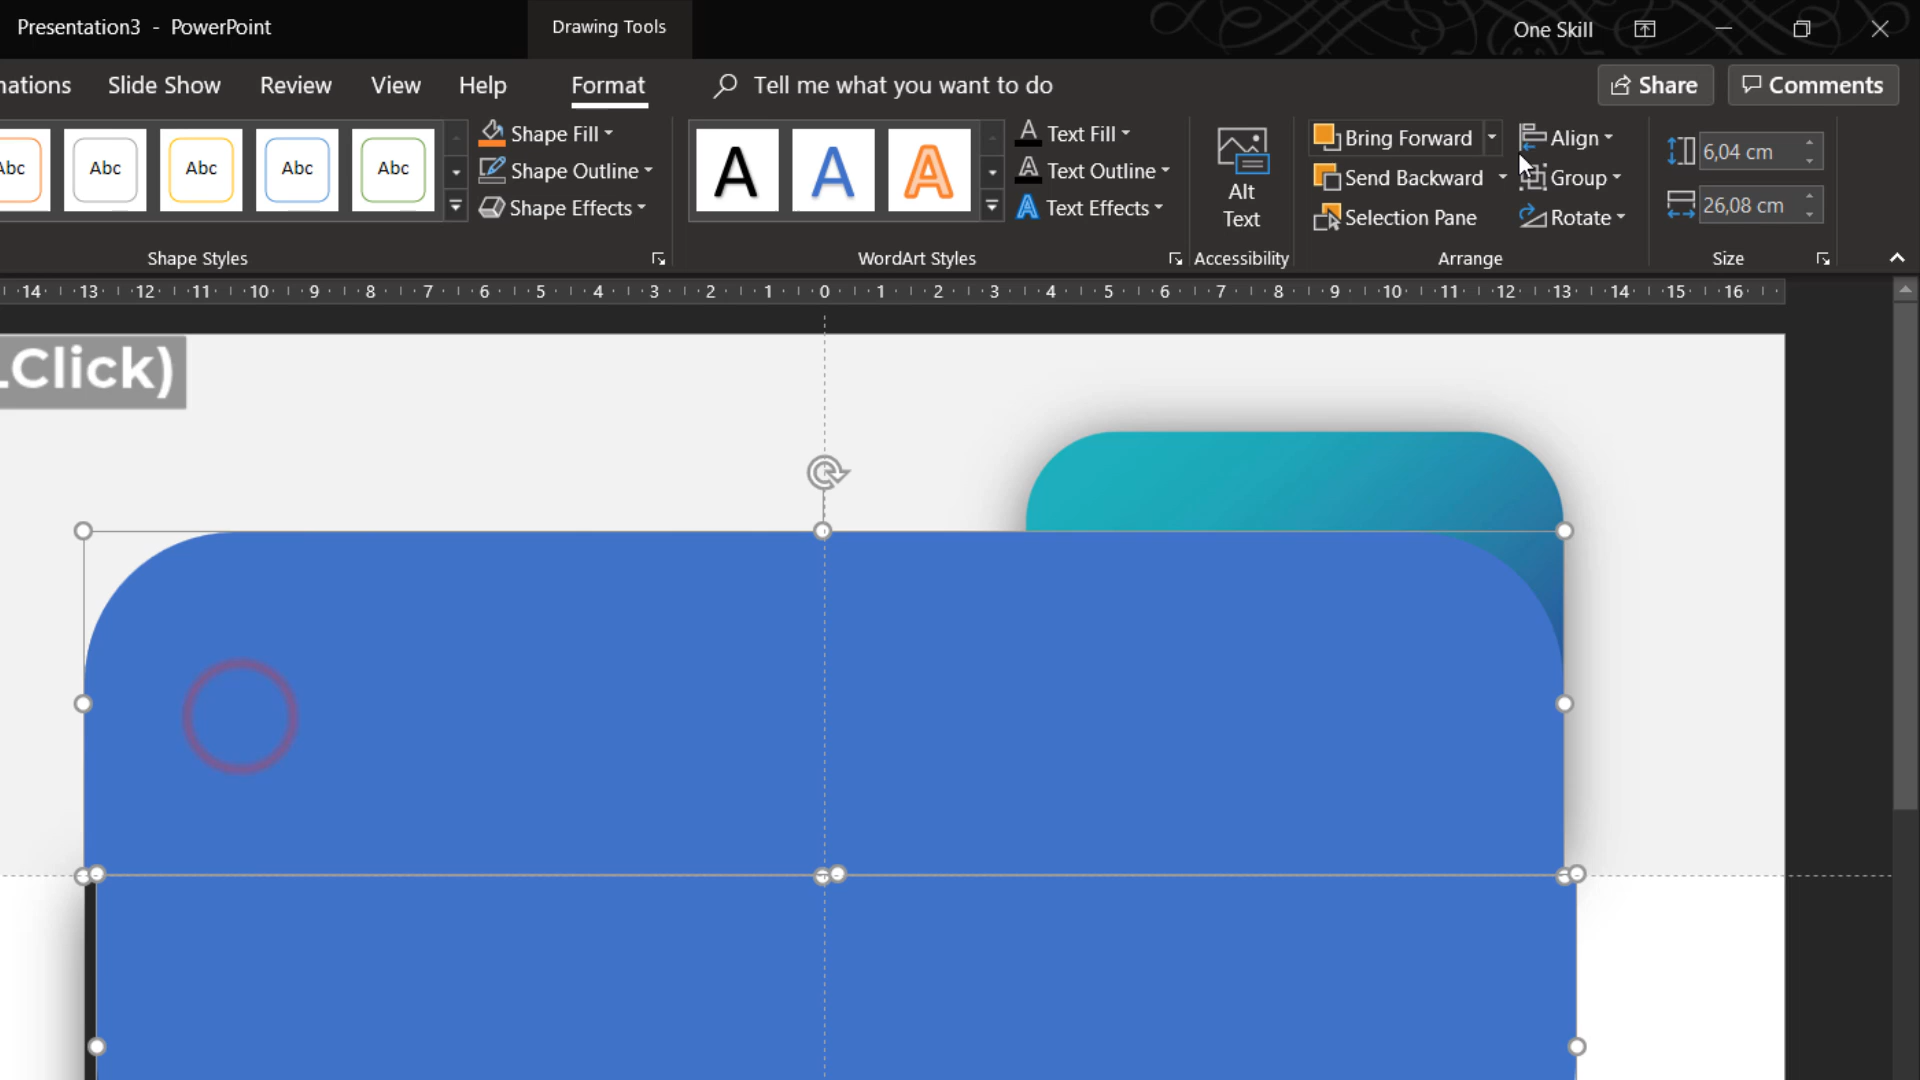 Presentation3 - PowerPoint
Drawing Tools
One Skill
nations
Slide Show
Review
View
Help
Format
Tell me what you want to do
Share
Comments
Abc
Abc
Abc
Abc
Abc
Shape Fill
Shape Outline
Shape Effects
A
A
A
Text Fill
Text Outline
Text Effects
Alt
Text
Bring Forward
Send Backward
Selection Pane
Align
Group
Rotate
6,04 cm
26,08 cm
Shape Styles
WordArt Styles
Accessibility
Arrange
Size
14 13 12 11 10 9 8 7 6 5 4 3 2 1 0 1 2 3 4 5 6 7 8 9 10 11 12 13 14 15 16
LClick)